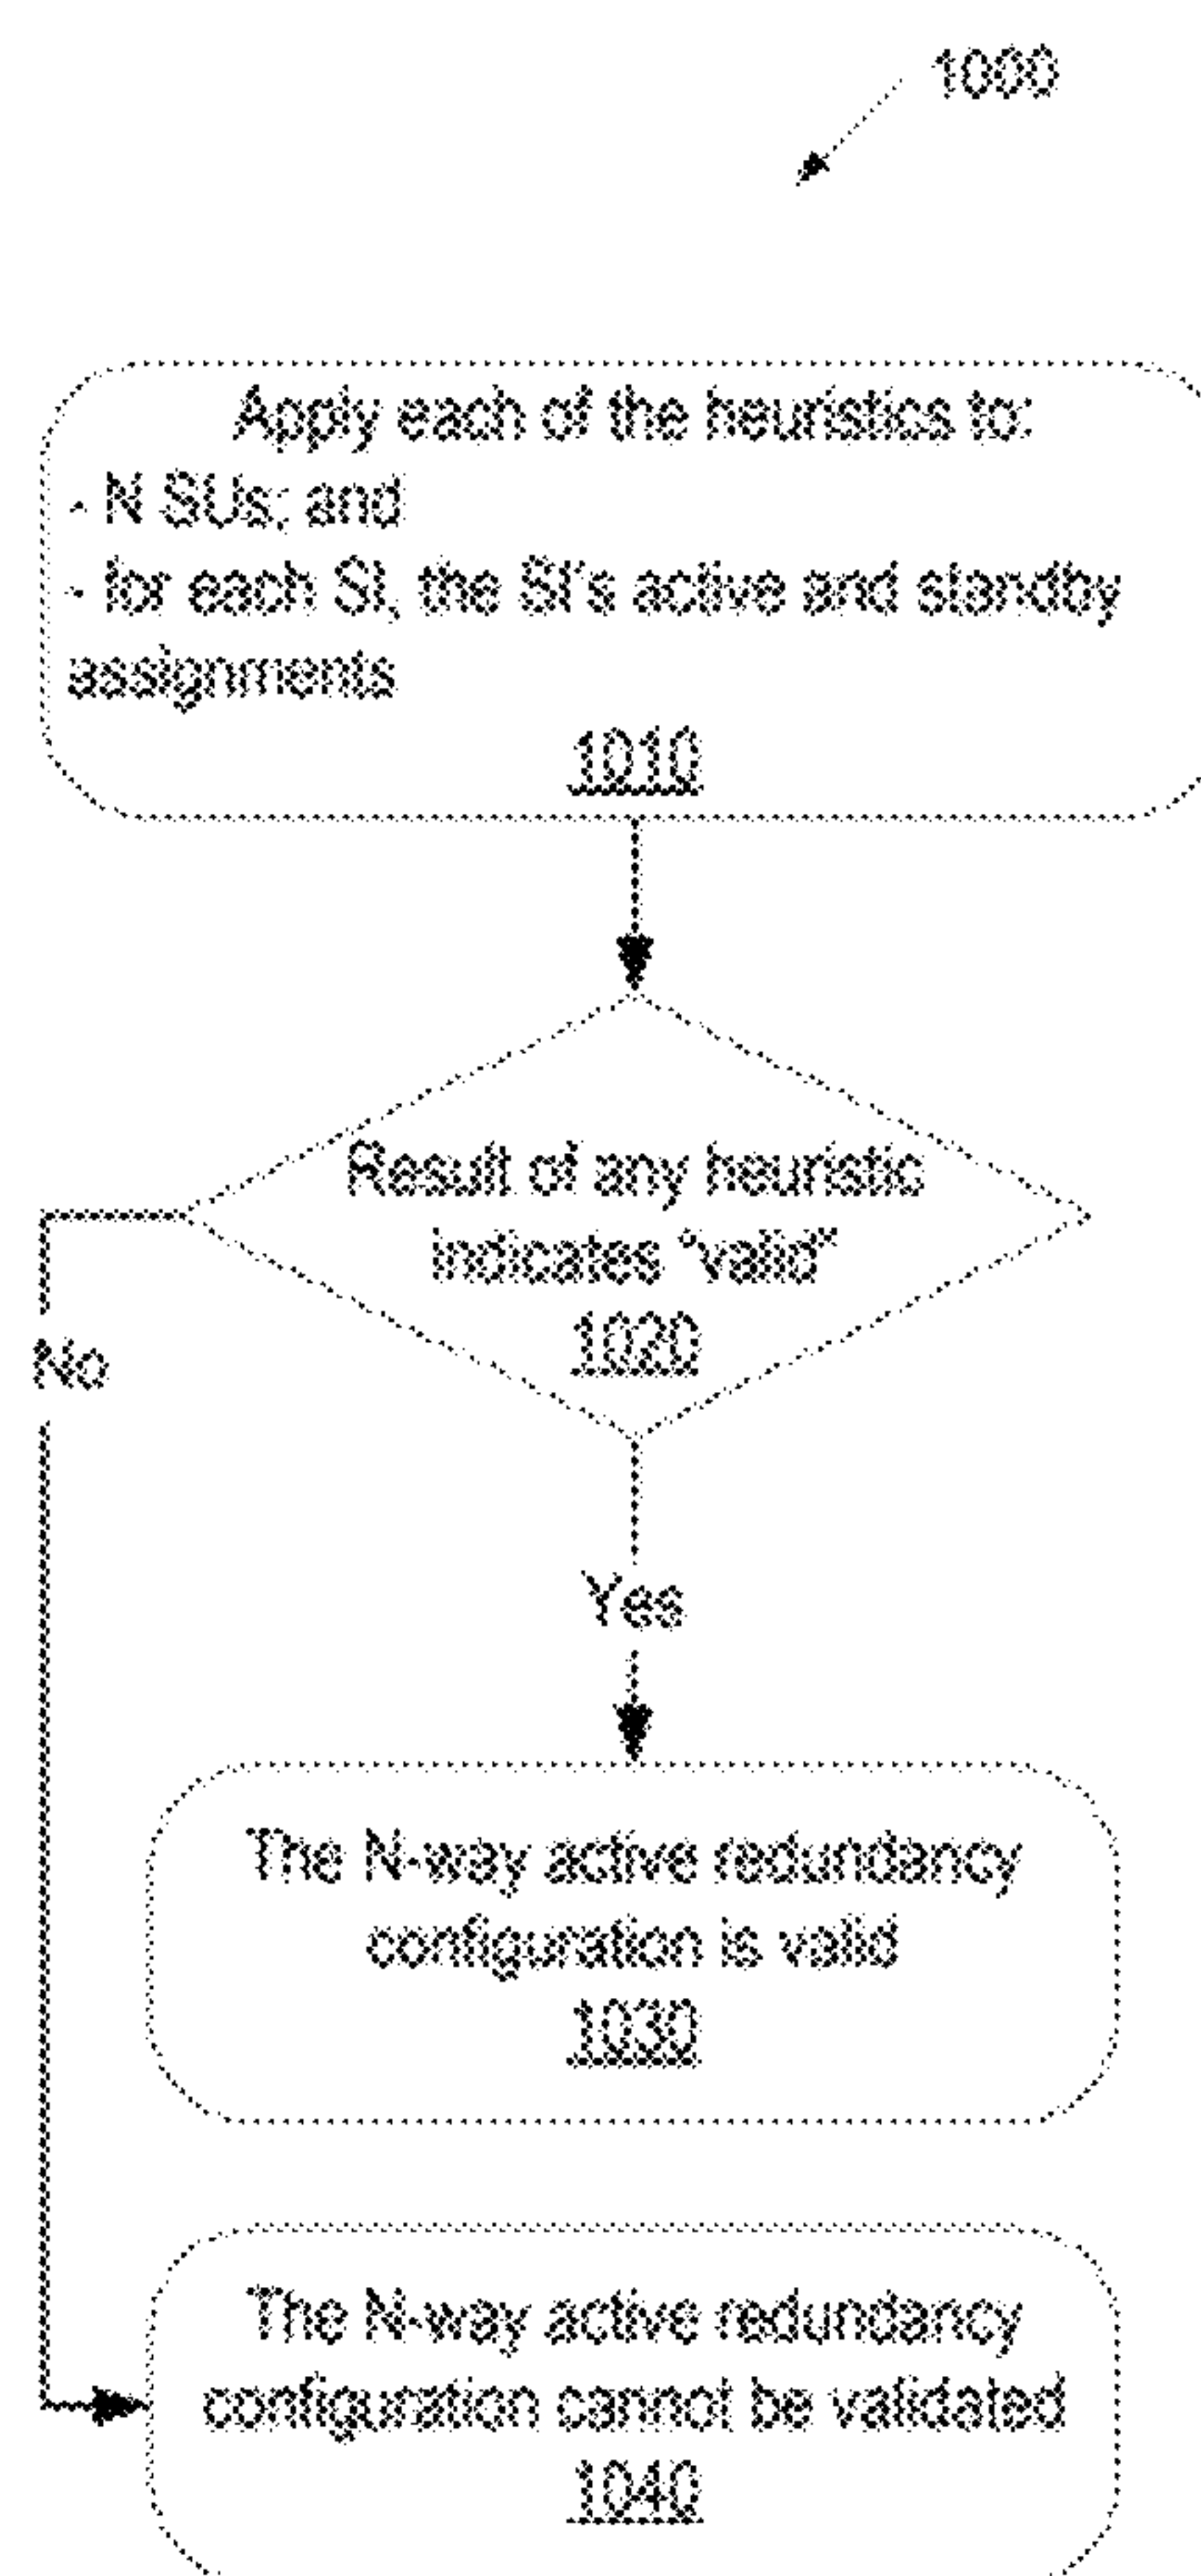 1000
Apply each of the heuristics to:
- N SUs; and
- for each SI, the SI's active and standby
assignments
1010
Result of any heuristic
indicates "valid"
1020
No
Yes
The N-way active redundancy
configuration is valid
1030
The N-way active redundancy
configuration cannot be validated
1040